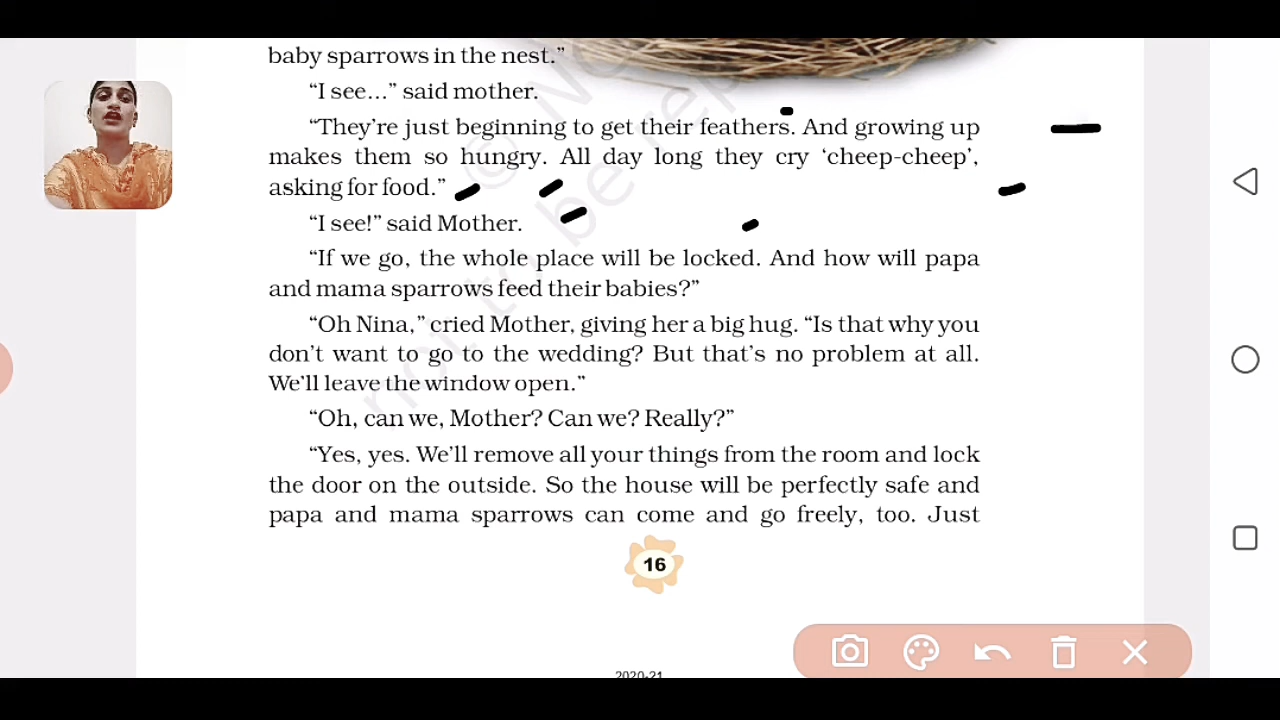 baby sparrows in the nest.”
“I see...” said mother.
“They’re just beginning to get their feathers. And growing up
makes them so hungry. All day long they cry ‘cheep-cheep’,
asking for food.”
“I see!” said Mother.
“If we go, the whole place will be locked. And how will papa
and mama sparrows feed their babies?”
“Oh Nina,” cried Mother, giving her a big hug. “Is that why you
don’t want to go to the wedding? But that’s no problem at all.
We’ll leave the window open.”
“Oh, can we, Mother? Can we? Really?”
“Yes, yes. We’ll remove all your things from the room and lock
the door on the outside. So the house will be perfectly safe and
papa and mama sparrows can come and go freely, too. Just
16
2020-21
not to be rep